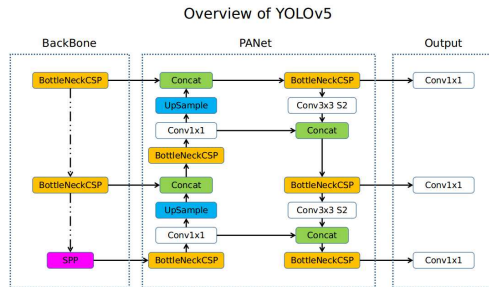 Overview of YOLOv5
BackBone
PANet
Output
BottleNeckCSP
Concat
BottleNeckCSP
Conv1x1
UpSample
Conv3x3 S2
Conv1x1
Concat
BottleNeckCSP
BottleNeckCSP
Concat
BottleNeckCSP
Conv1x1
UpSample
Conv3x3 S2
Conv1x1
Concat
SPP
BottleNeckCSP
BottleNeckCSP
Conv1x1